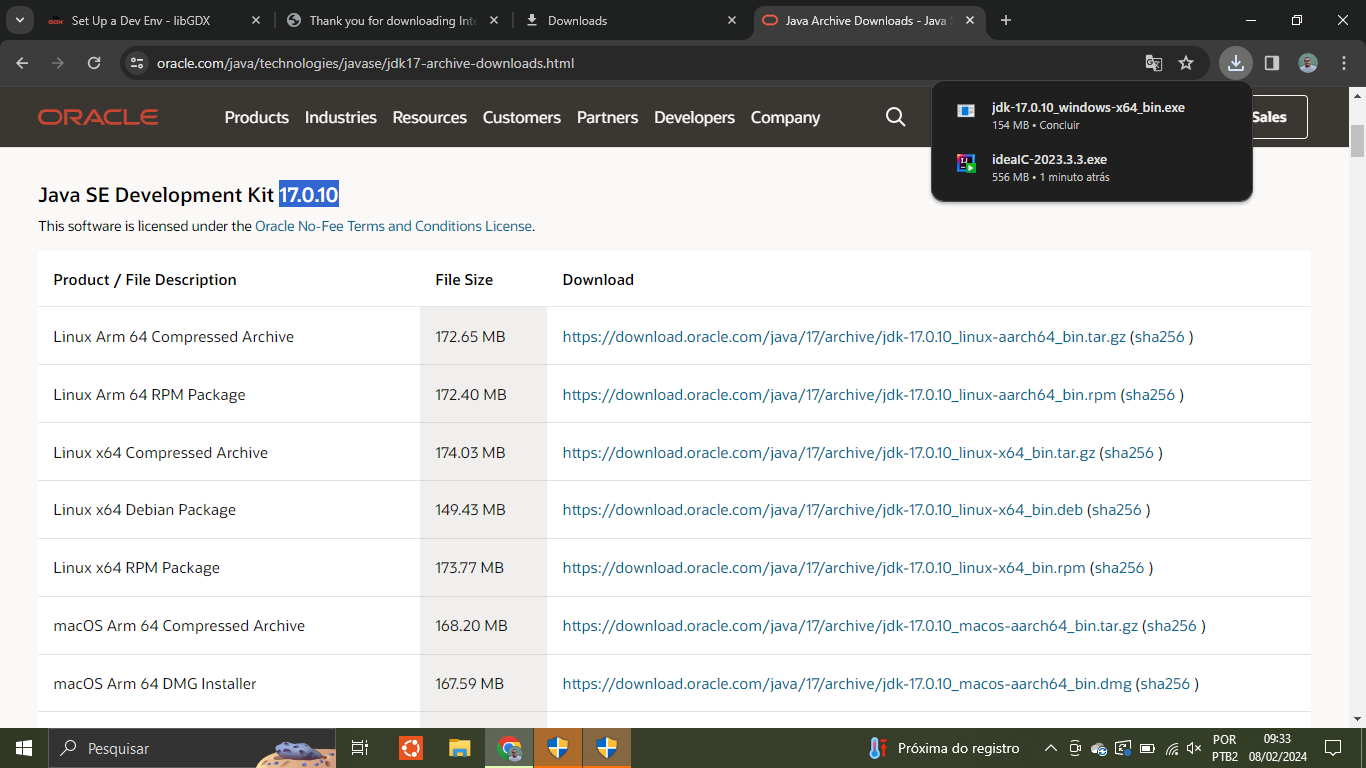 Set Up a Dev Env - libGDX
Thank you for downloading Inte
Downloads
Java Archive Downloads - Java S
oracle.com/java/technologies/javase/jdk17-archive-downloads.html
jdk-17.0.10_windows-x64_bin.exe
154 MB • Concluir
ideaIC-2023.3.3.exe
556 MB • 1 minuto atrás
ORACLE
Products
Industries
Resources
Customers
Partners
Developers
Company
Sales
Java SE Development Kit 17.0.10
This software is licensed under the Oracle No-Fee Terms and Conditions License.
Product / File Description File Size Download
Linux Arm 64 Compressed Archive 172.65 MB https://download.oracle.com/java/17/archive/jdk-17.0.10_linux-aarch64_bin.tar.gz (sha256 )
Linux Arm 64 RPM Package 172.40 MB https://download.oracle.com/java/17/archive/jdk-17.0.10_linux-aarch64_bin.rpm (sha256 )
Linux x64 Compressed Archive 174.03 MB https://download.oracle.com/java/17/archive/jdk-17.0.10_linux-x64_bin.tar.gz (sha256 )
Linux x64 Debian Package 149.43 MB https://download.oracle.com/java/17/archive/jdk-17.0.10_linux-x64_bin.deb (sha256 )
Linux x64 RPM Package 173.77 MB https://download.oracle.com/java/17/archive/jdk-17.0.10_linux-x64_bin.rpm (sha256 )
macOS Arm 64 Compressed Archive 168.20 MB https://download.oracle.com/java/17/archive/jdk-17.0.10_macos-aarch64_bin.tar.gz (sha256 )
macOS Arm 64 DMG Installer 167.59 MB https://download.oracle.com/java/17/archive/jdk-17.0.10_macos-aarch64_bin.dmg (sha256 )
Pesquisar
Próxima do registro
POR
PTB2
09:33
08/02/2024